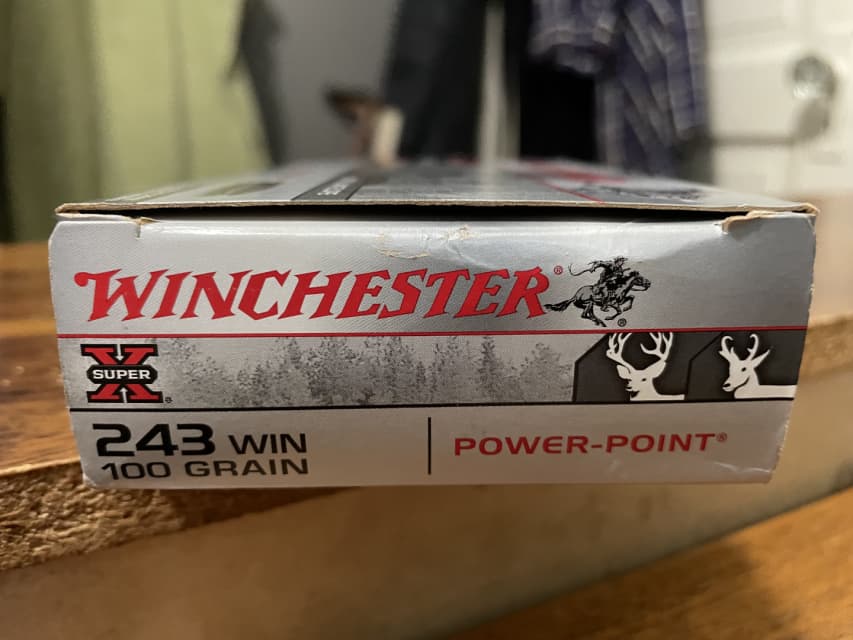 WINCHESTER®
®
X
SUPER
®
243 WIN
100 GRAIN
POWER-POINT®